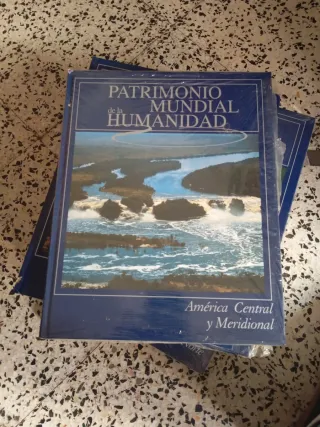 PATRIMONIO
MUNDIAL
de la
HUMANIDAD
América Central
y Meridional